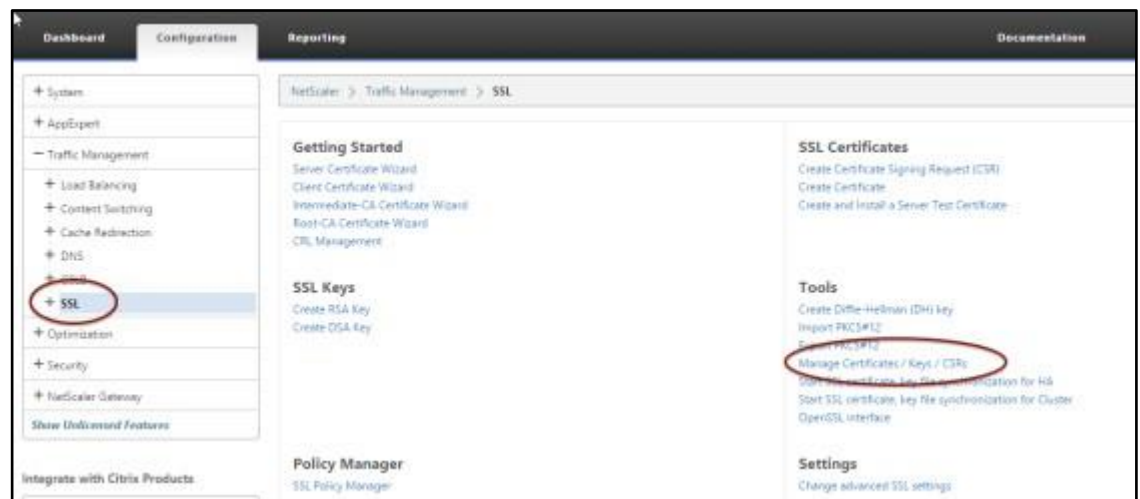 Dashboard Configuration Reporting Documentation
+ System
+ AppExpert
− Traffic Management
+ Load Balancing
+ Content Switching
+ Cache Redirection
+ DNS
+ SSL
+ Optimization
+ Security
+ NetScaler Gateway
Show Unlicensed Features
Integrate with Citrix Products
NetScaler > Traffic Management > SSL
Getting Started
Server Certificate Wizard
Client Certificate Wizard
Intermediate-CA Certificate Wizard
Root-CA Certificate Wizard
CRL Management
SSL Keys
Create RSA Key
Create DSA Key
Policy Manager
SSL Policy Manager
SSL Certificates
Create Certificate Signing Request (CSR)
Create Certificate
Create and Install a Server Test Certificate
Tools
Create Diffie-Hellman (DH) key
Import PKCS#12
Export PKCS#12
Manage Certificates / Keys / CSRs
Start SSL certificate, key file synchronization for HA
Start SSL certificate, key file synchronization for Cluster
OpenSSL interface
Settings
Change advanced SSL settings